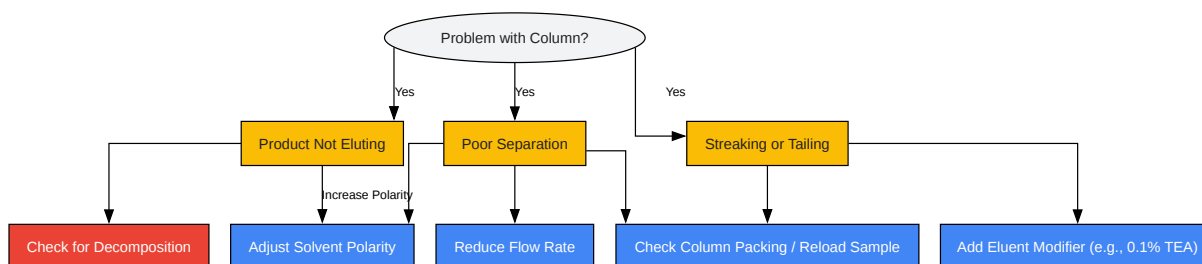 Problem with Column?
Yes
Yes
Yes
Product Not Eluting
Poor Separation
Streaking or Tailing
Increase Polarity
Check for Decomposition
Adjust Solvent Polarity
Reduce Flow Rate
Check Column Packing / Reload Sample
Add Eluent Modifier (e.g., 0.1% TEA)